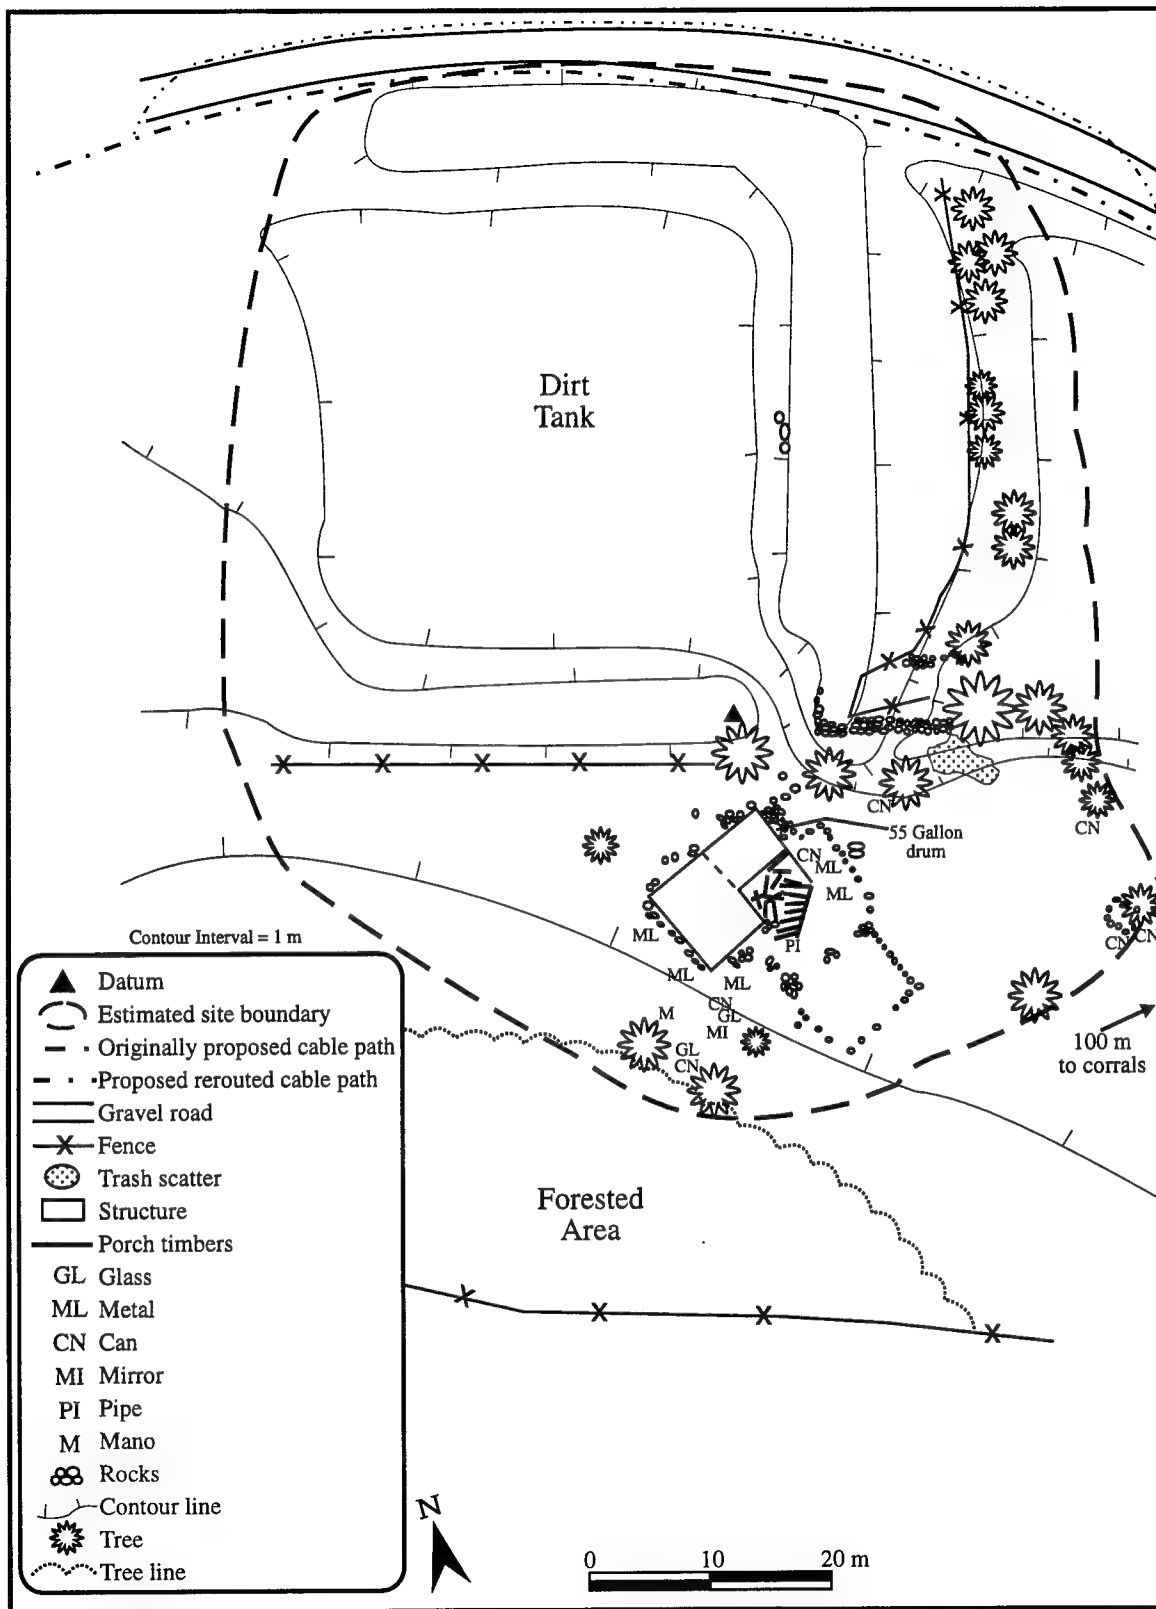 Dirt
Tank
CN
CN
55 Gallon
drum
CN
ML
ML
ML
PI
CN
CN
Contour Interval = 1 m
ML
ML
CN
M
GL
MI
GL
CN
100 m
to corrals
Datum
Estimated site boundary
Originally proposed cable path
Proposed rerouted cable path
Gravel road
Fence
Trash scatter
Structure
Porch timbers
GL Glass
ML Metal
CN Can
MI Mirror
PI Pipe
M Mano
Rocks
Contour line
Tree
Tree line
Forested
Area
N
0 10 20 m